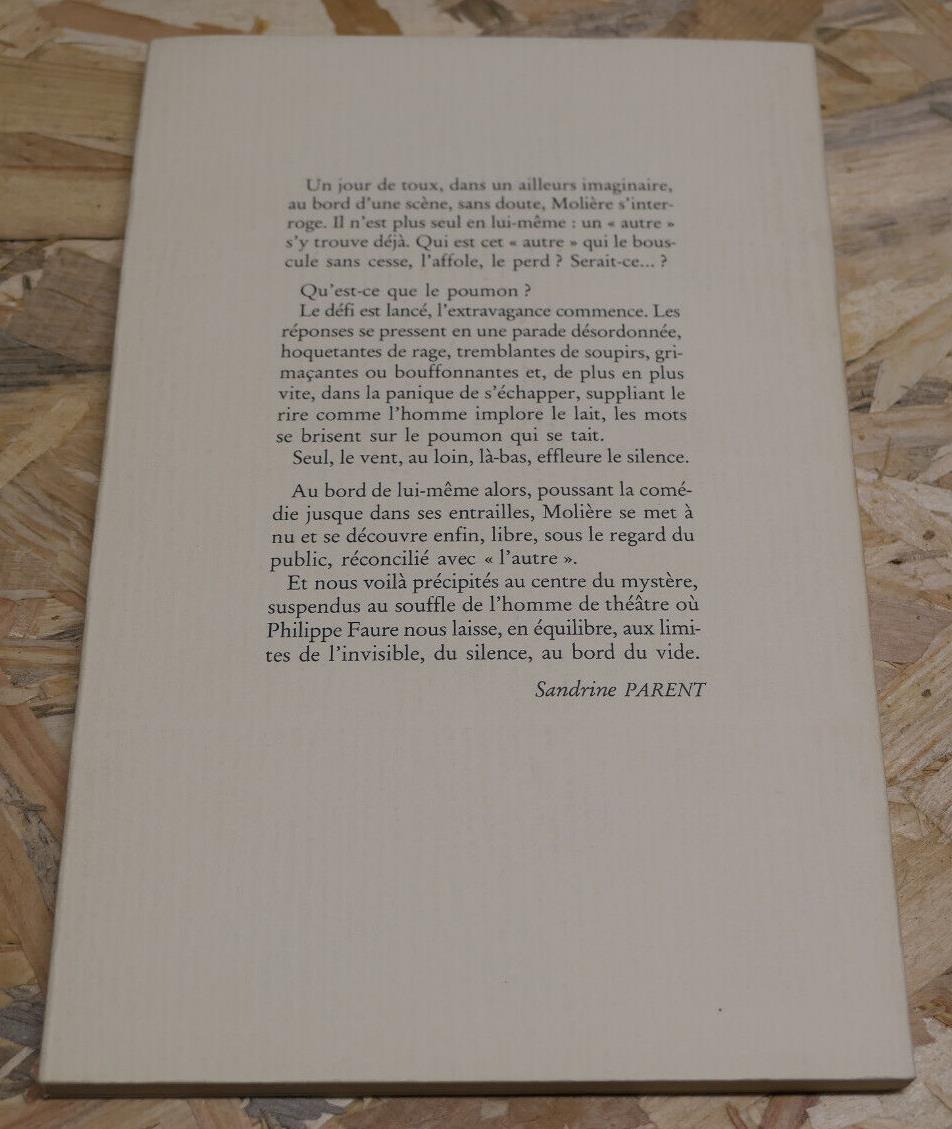 Un jour de toux, dans un ailleurs imaginaire,
au bord d'une scène, sans doute, Molière s'inter-
roge. Il n'est plus seul en lui-même : un « autre »
s'y trouve déjà. Qui est cet « autre » qui le bous-
cule sans cesse, l'affole, le perd ? Serait-ce... ?
Qu'est-ce que le poumon ?
Le défi est lancé, l'extravagance commence. Les
réponses se pressent en une parade désordonnée,
hoquetantes de rage, tremblantes de soupirs, gri-
maçantes ou bouffonnantes et, de plus en plus
vite, dans la panique de s'échapper, suppliant le
rire comme l'homme implore le lait, les mots
se brisent sur le poumon qui se tait.
Seul, le vent, au loin, là-bas, effleure le silence.
Au bord de lui-même alors, poussant la comé-
die jusque dans ses entrailles, Molière se met à
nu et se découvre enfin, libre, sous le regard du
public, réconcilié avec « l'autre ».
Et nous voilà précipités au centre du mystère,
suspendus au souffle de l'homme de théâtre où
Philippe Faure nous laisse, en équilibre, aux limi-
tes de l'invisible, du silence, au bord du vide.
Sandrine PARENT